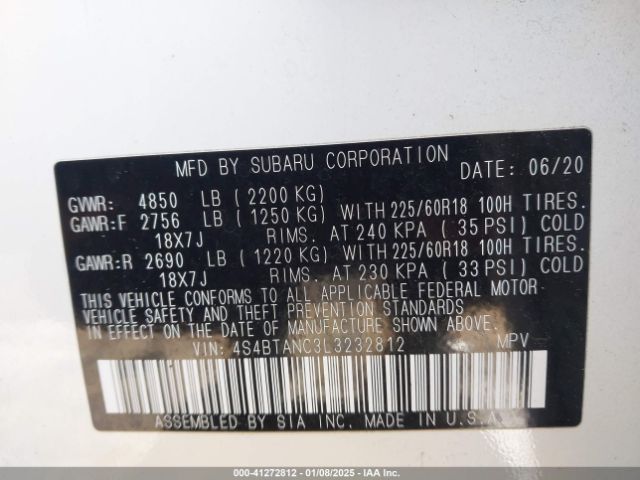 MFD BY SUBARU CORPORATION DATE: 06/20
GVWR: 4850 LB ( 2200 KG)
GAWR:F 2756 LB ( 1250 KG) WITH 225/60R18 100H TIRES.
18X7J RIMS. AT 240 KPA ( 35 PSI) COLD
GAWR:R 2690 LB ( 1220 KG) WITH 225/60R18 100H TIRES.
18X7J RIMS. AT 230 KPA ( 33 PSI) COLD
THIS VEHICLE CONFORMS TO ALL APPLICABLE FEDERAL MOTOR
VEHICLE SAFETY AND THEFT PREVENTION STANDARDS
IN EFFECT ON THE DATE OF MANUFACTURE SHOWN ABOVE.
VIN: 4S4BTANC3L3232812 MPV
ASSEMBLED BY SIA INC. MADE IN U.S.A.
000-41272812 - 01/08/2025 - IAA Inc.